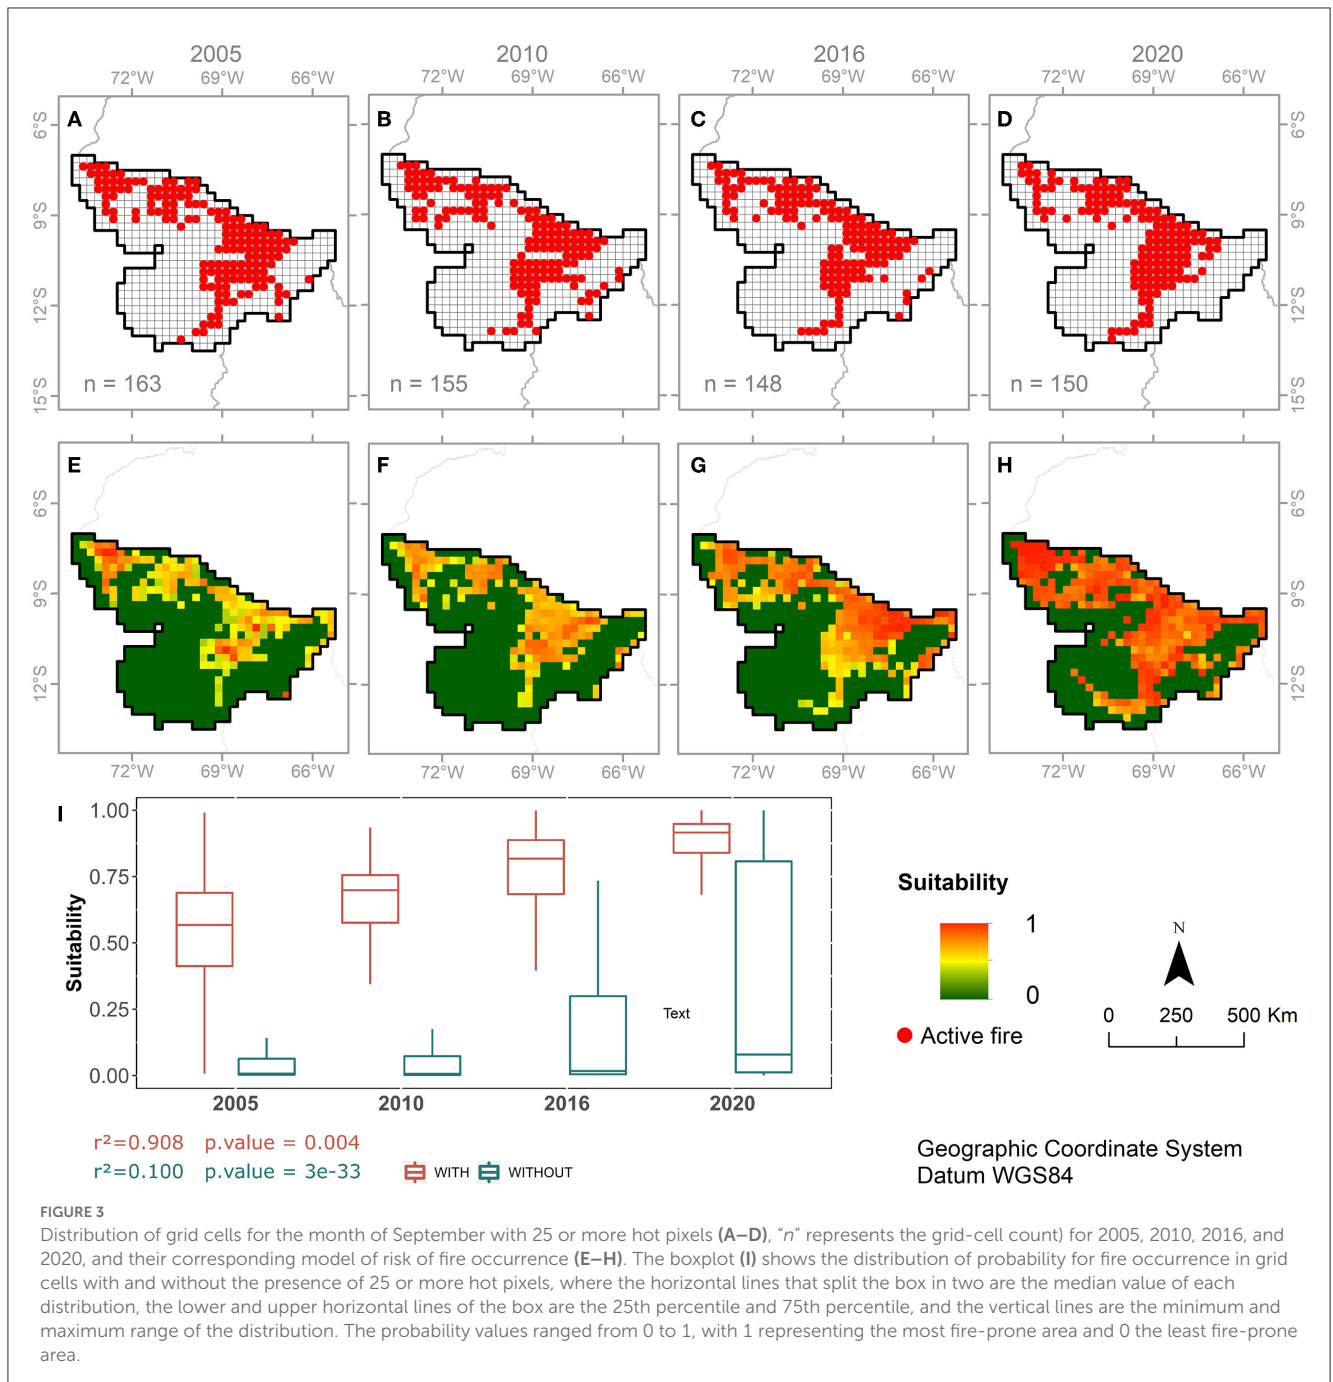 2005 2010 2016 2020
72°W 69°W 66°W 72°W 69°W 66°W 72°W 69°W 66°W 72°W 69°W 66°W
A B C D
6°S 6°S
9°S 9°S
12°S 12°S
15°S 15°S
n = 163 n = 155 n = 148 n = 150
E F G H
6°S 6°S
9°S 9°S
12°S 12°S
72°W 69°W 66°W 72°W 69°W 66°W 72°W 69°W 66°W 72°W 69°W 66°W
I
Suitability
1.00
0.75
0.50
0.25
0.00
Text
2005 2010 2016 2020
r²=0.908 p.value = 0.004
r²=0.100 p.value = 3e-33
WITH WITHOUT
Suitability
1
0
Active fire
N
0 250 500 Km
Geographic Coordinate System
Datum WGS84
FIGURE 3
Distribution of grid cells for the month of September with 25 or more hot pixels (A–D), “n” represents the grid-cell count) for 2005, 2010, 2016, and
2020, and their corresponding model of risk of fire occurrence (E–H). The boxplot (I) shows the distribution of probability for fire occurrence in grid
cells with and without the presence of 25 or more hot pixels, where the horizontal lines that split the box in two are the median value of each
distribution, the lower and upper horizontal lines of the box are the 25th percentile and 75th percentile, and the vertical lines are the minimum and
maximum range of the distribution. The probability values ranged from 0 to 1, with 1 representing the most fire-prone area and 0 the least fire-prone
area.